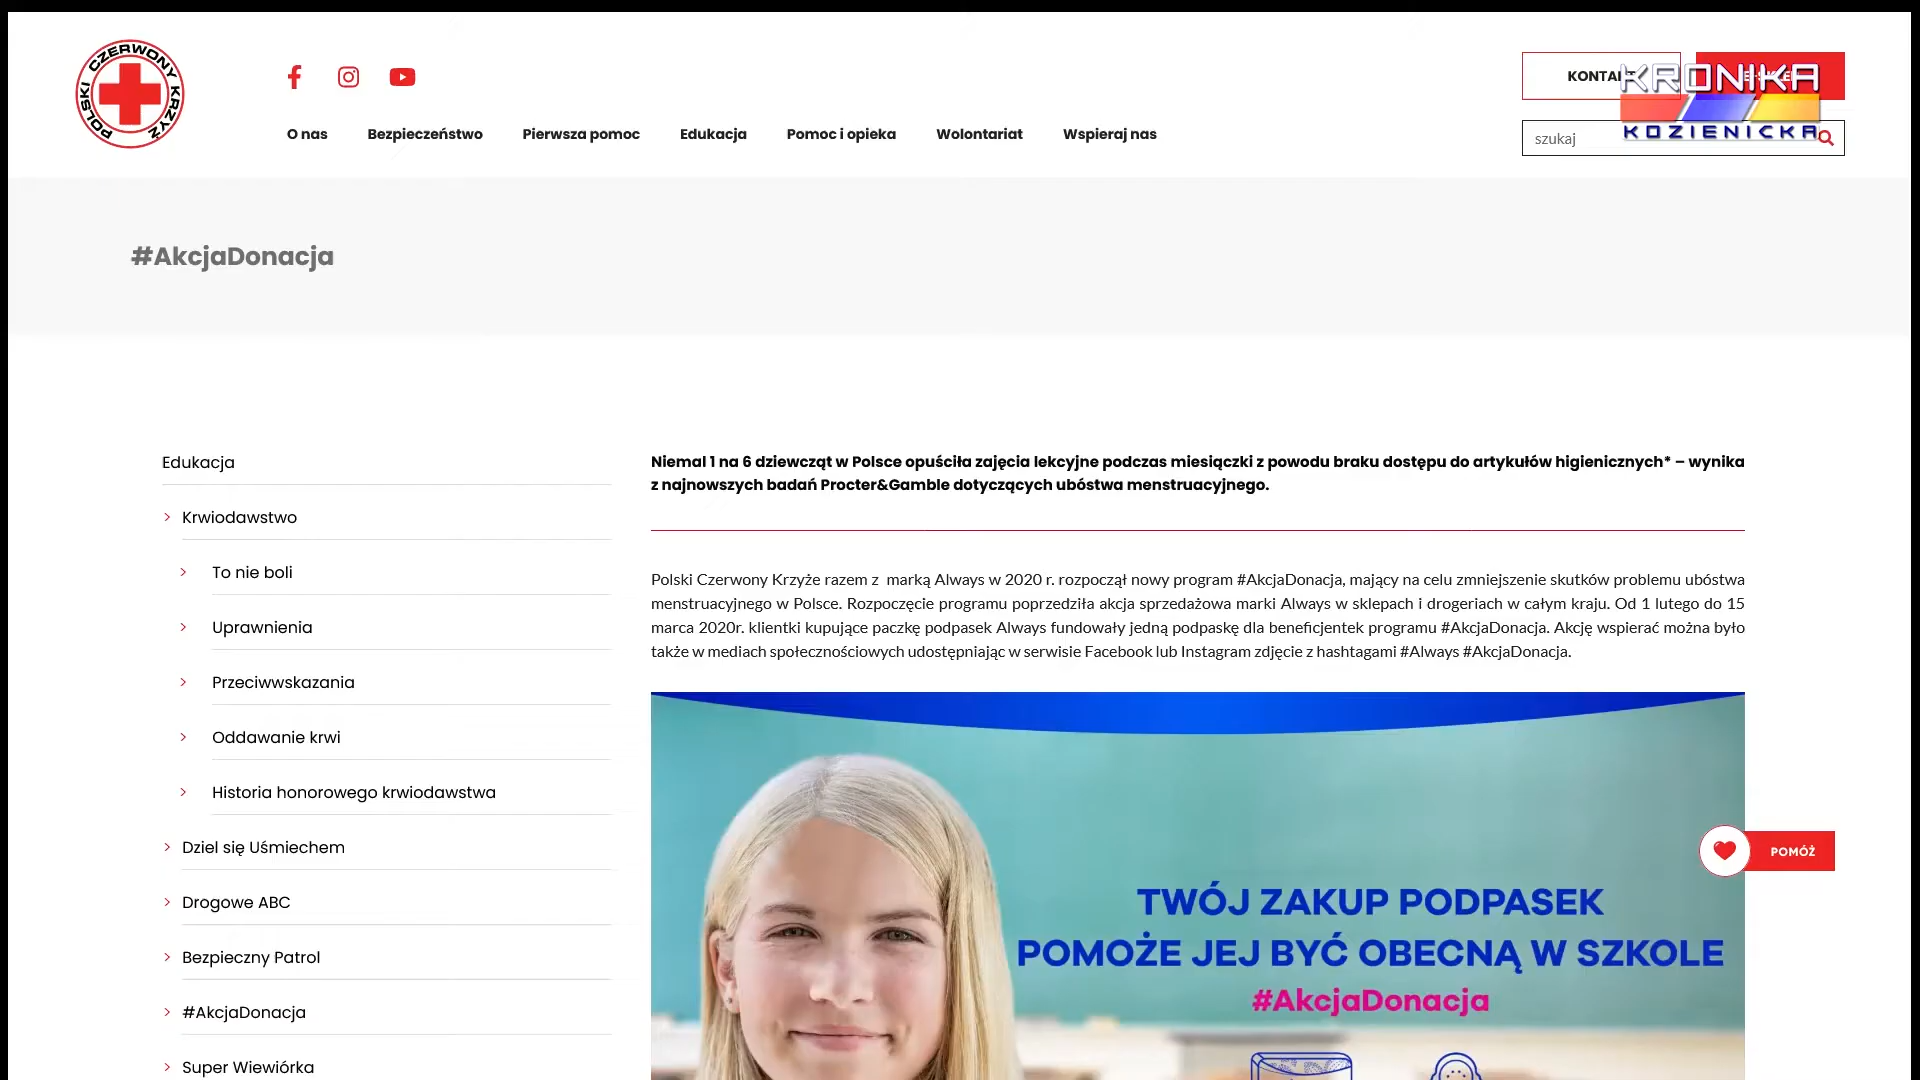 POLSKI CZERWONY KRZYŻ
KRONIKA
KOZIENICKA
szukaj
O nas Bezpieczeństwo Pierwsza pomoc Edukacja Pomoc i opieka Wolontariat Wspieraj nas
#AkcjaDonacja
Edukacja
Krwiodawstwo
To nie boli
Uprawnienia
Przeciwwskazania
Oddawanie krwi
Historia honorowego krwiodawstwa
Dziel się Uśmiechem
Drogowe ABC
Bezpieczny Patrol
#AkcjaDonacja
Super Wiewiórka
Niemal 1 na 6 dziewcząt w Polsce opuściła zajęcia lekcyjne podczas miesiączki z powodu braku dostępu do artykułów higienicznych* – wynika
z najnowszych badań Procter&Gamble dotyczących ubóstwa menstruacyjnego.
Polski Czerwony Krzyże razem z marką Always w 2020 r. rozpoczął nowy program #AkcjaDonacja, mający na celu zmniejszenie skutków problemu ubóstwa
menstruacyjnego w Polsce. Rozpoczęcie programu poprzedziła akcja sprzedażowa marki Always w sklepach i drogeriach w całym kraju. Od 1 lutego do 15
marca 2020r. klientki kupujące paczkę podpasek Always fundowały jedną podpaskę dla beneficjentek programu #AkcjaDonacja. Akcję wspierać można było
także w mediach społecznościowych udostępniając w serwisie Facebook lub Instagram zdjęcie z hashtagami #Always #AkcjaDonacja.
TWÓJ ZAKUP PODPASEK
POMOŻE JEJ BYĆ OBECNĄ W SZKOLE
#AkcjaDonacja
POMÓŻ